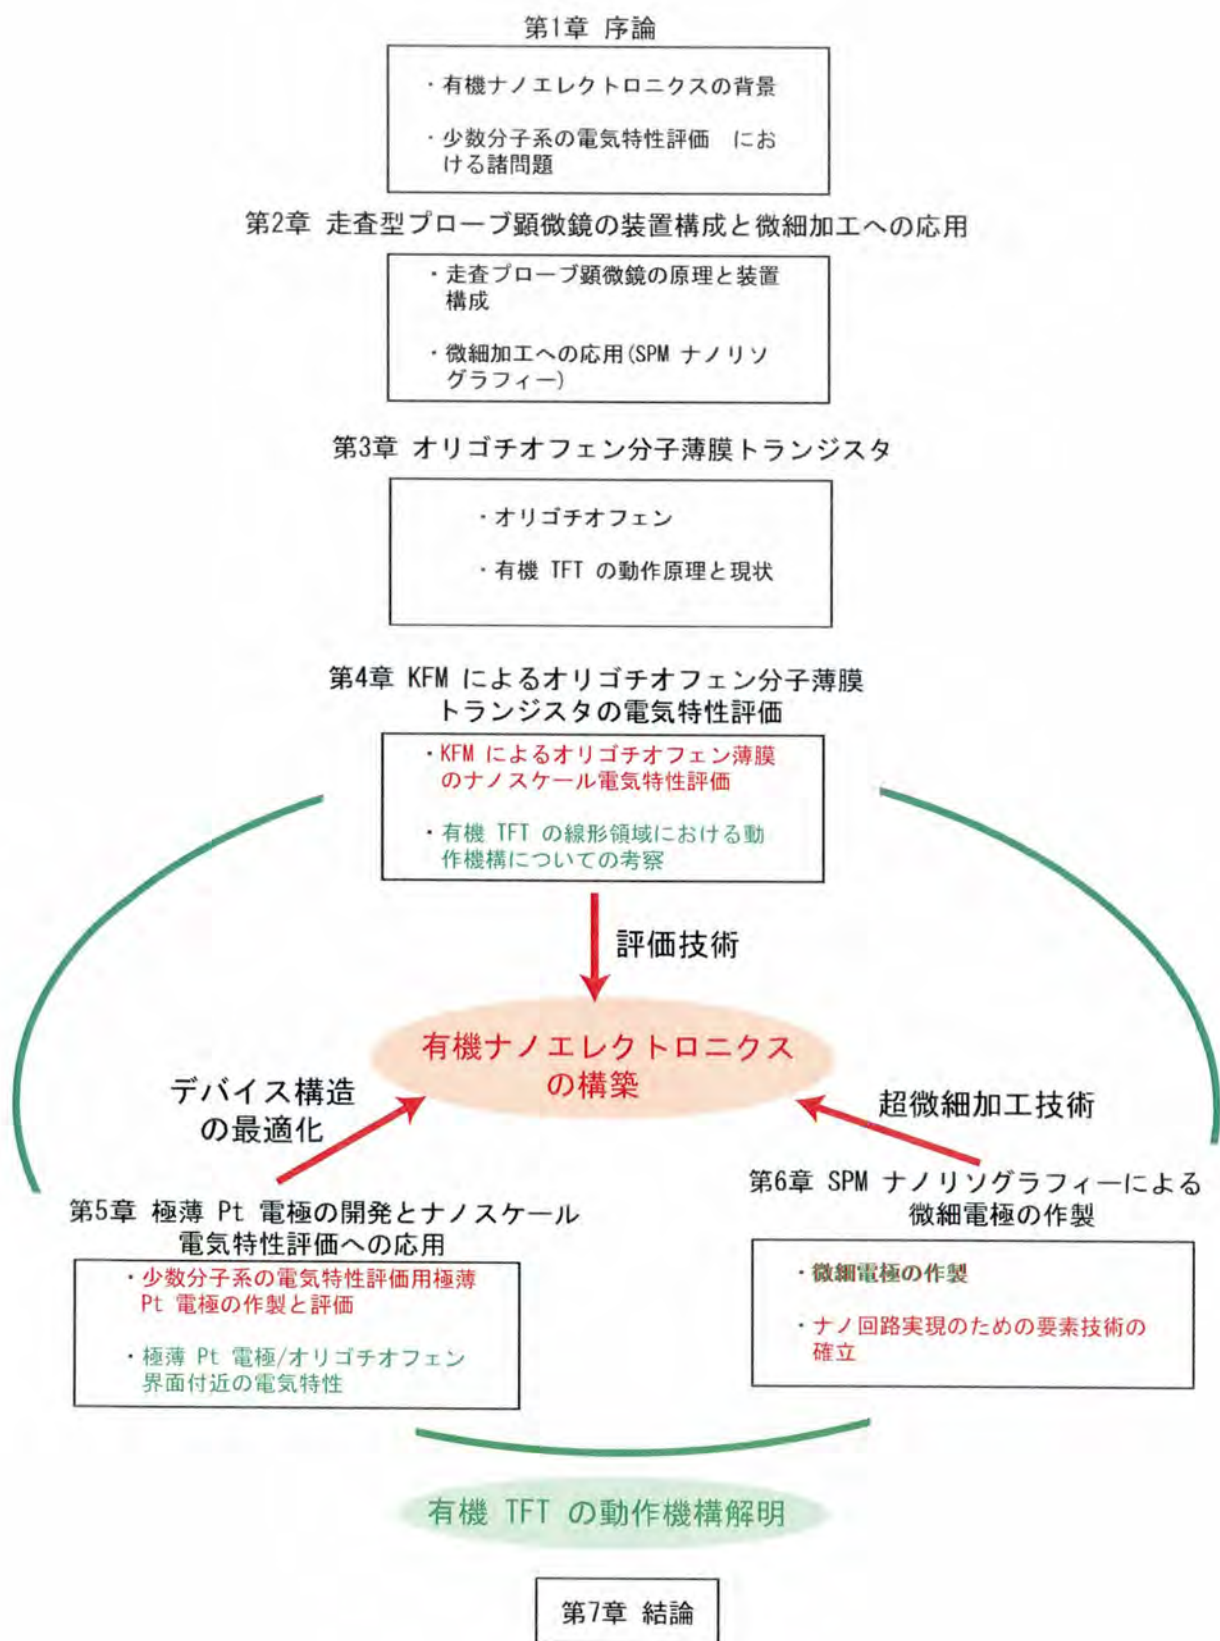 第1章 序論
・有機ナノエレクトロニクスの背景
・少数分子系の電気特性評価 にお
ける諸問題
第2章 走査型プローブ顕微鏡の装置構成と微細加工への応用
・走査プローブ顕微鏡の原理と装置
構成
・微細加工への応用(SPM ナノリソ
グラフィー)
第3章 オリゴチオフェン分子薄膜トランジスタ
・オリゴチオフェン
・有機 TFT の動作原理と現状
第4章 KFM によるオリゴチオフェン分子薄膜
トランジスタの電気特性評価
・KFM によるオリゴチオフェン薄膜
のナノスケール電気特性評価
・有機 TFT の線形領域における動
作機構についての考察
評価技術
有機ナノエレクトロニクス
の構築
デバイス構造
の最適化
超微細加工技術
第5章 極薄 Pt 電極の開発とナノスケール
電気特性評価への応用
・少数分子系の電気特性評価用極薄
Pt 電極の作製と評価
・極薄 Pt 電極/オリゴチオフェン
界面付近の電気特性
第6章 SPM ナノリソグラフィーによる
微細電極の作製
・微細電極の作製
・ナノ回路実現のための要素技術の
確立
有機 TFT の動作機構解明
第7章 結論